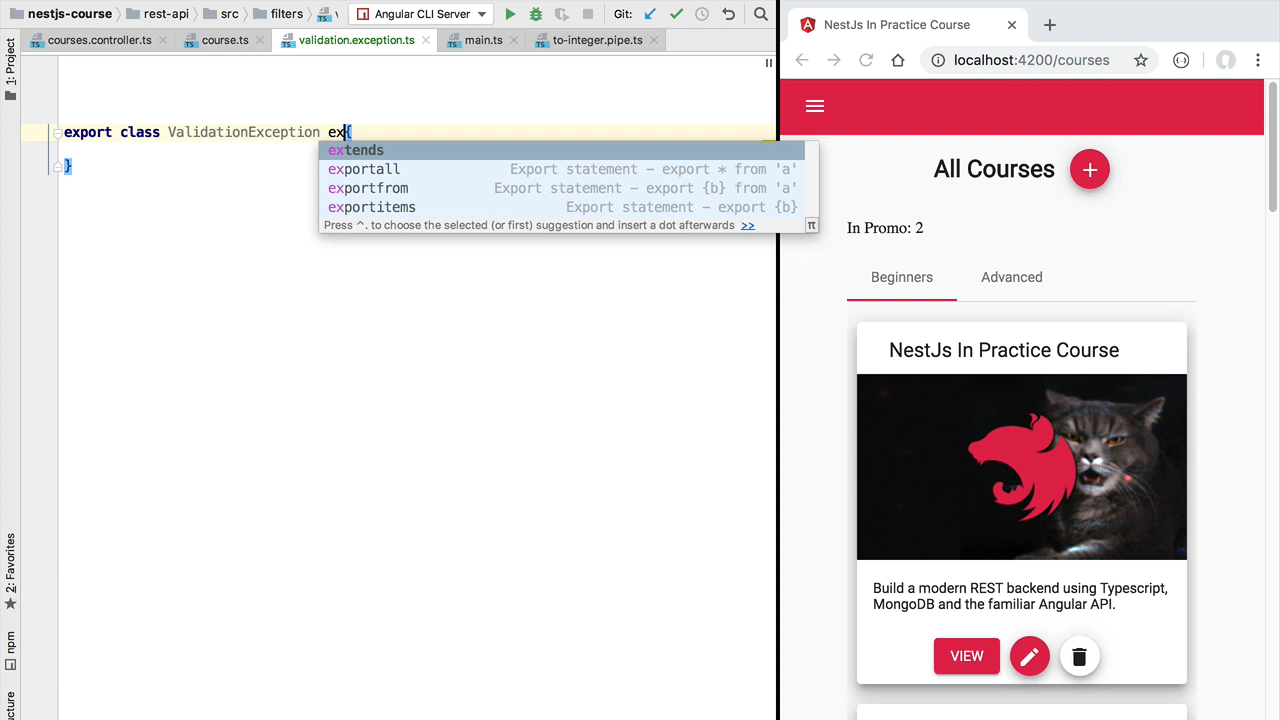 nestjs-course rest-api src filters Angular CLI Server Git:
courses.controller.ts course.ts validation.exception.ts main.ts to-integer.pipe.ts
1: Project
export class ValidationException ex{
}
extends
exportall Export statement – export * from 'a'
exportfrom Export statement – export {b} from 'a'
exportitems Export statement – export {b}
Press ^. to choose the selected (or first) suggestion and insert a dot afterwards >> π
2: Favorites
npm
NestJs In Practice Course
localhost:4200/courses
All Courses
In Promo: 2
Beginners Advanced
NestJs In Practice Course
Build a modern REST backend using Typescript,
MongoDB and the familiar Angular API.
VIEW